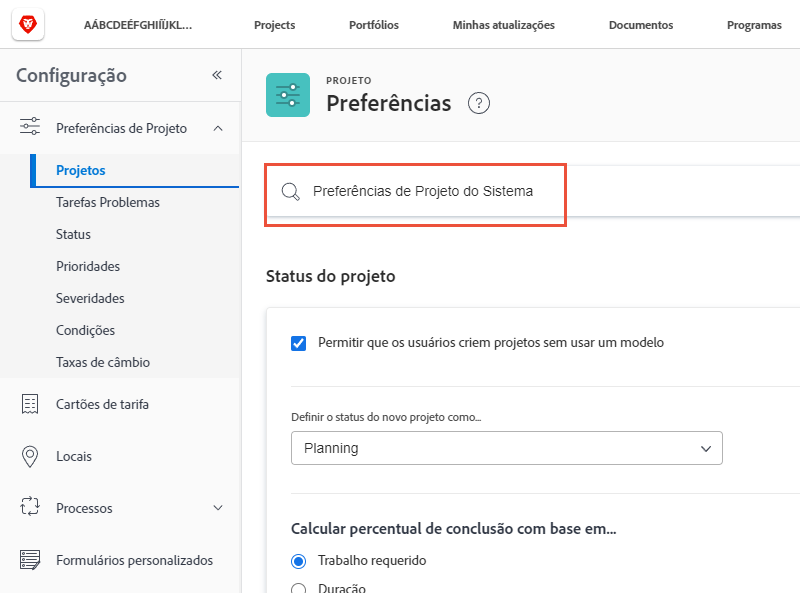 AÁBCDEÉFGHIÍÏJKL... Projects Portfólios Minhas atualizações Documentos Programas
Configuração
PROJETO
Preferências
?
Preferências de Projeto
Projetos
Tarefas Problemas
Status
Prioridades
Severidades
Condições
Taxas de câmbio
Cartões de tarifa
Locais
Processos
Formulários personalizados
Preferências de Projeto do Sistema
Status do projeto
Permitir que os usuários criem projetos sem usar um modelo
Definir o status do novo projeto como...
Planning
Calcular percentual de conclusão com base em...
Trabalho requerido
Duração